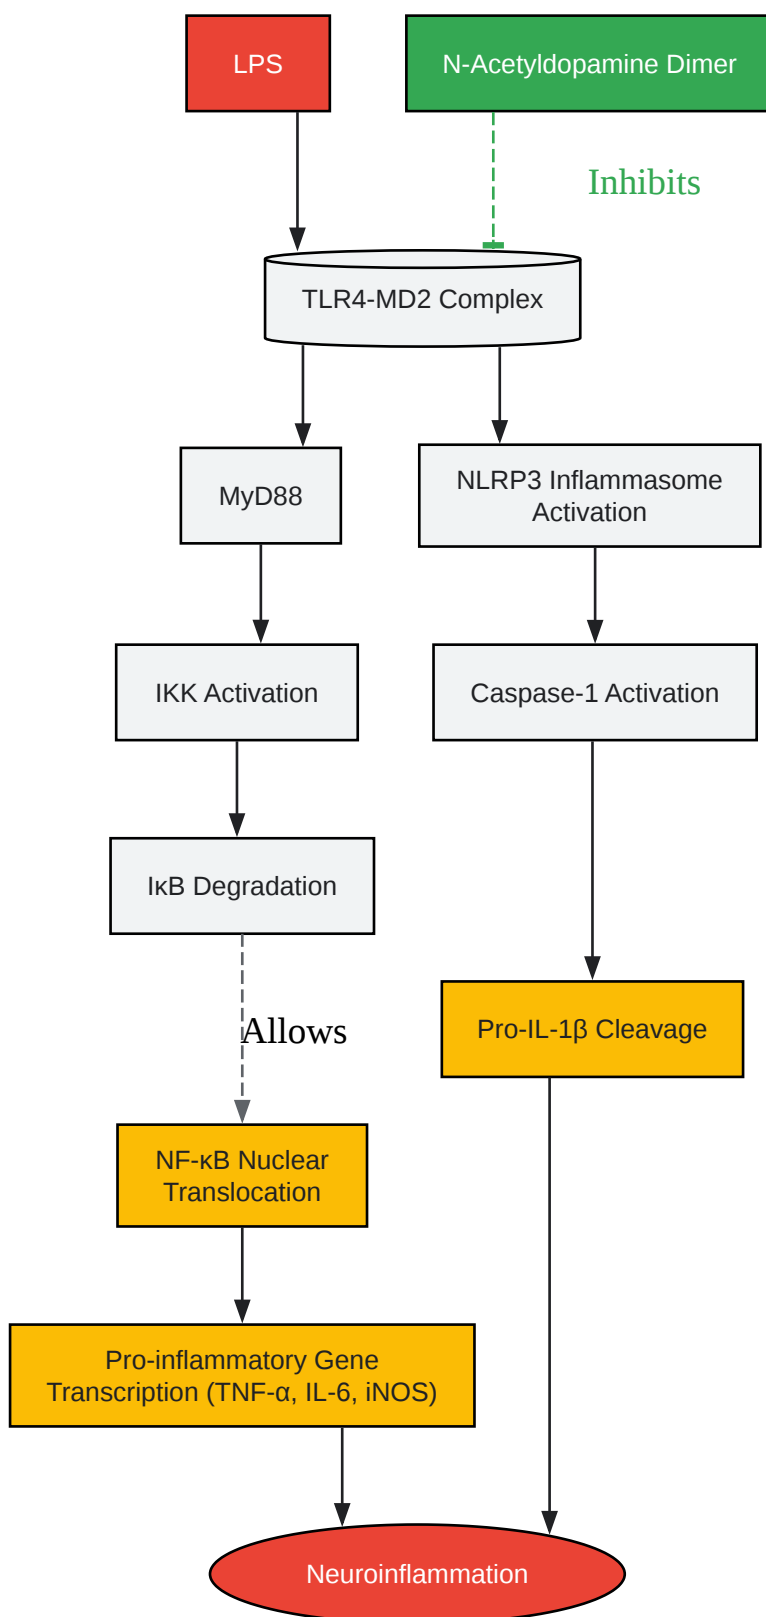 LPS
N-Acetyldopamine Dimer
Inhibits
TLR4-MD2 Complex
MyD88
NLRP3 Inflammasome
Activation
IKK Activation
Caspase-1 Activation
IκB Degradation
Allows
Pro-IL-1β Cleavage
NF-κB Nuclear
Translocation
Pro-inflammatory Gene
Transcription (TNF-α, IL-6, iNOS)
Neuroinflammation